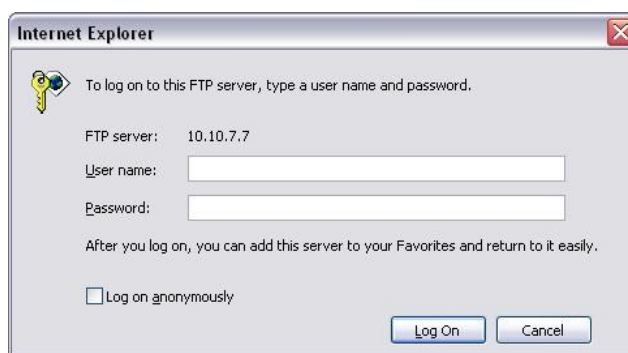 Internet Explorer
To log on to this FTP server, type a user name and password.
FTP server: 10.10.7.7
User name:
Password:
After you log on, you can add this server to your Favorites and return to it easily.
Log on anonymously
Log On Cancel